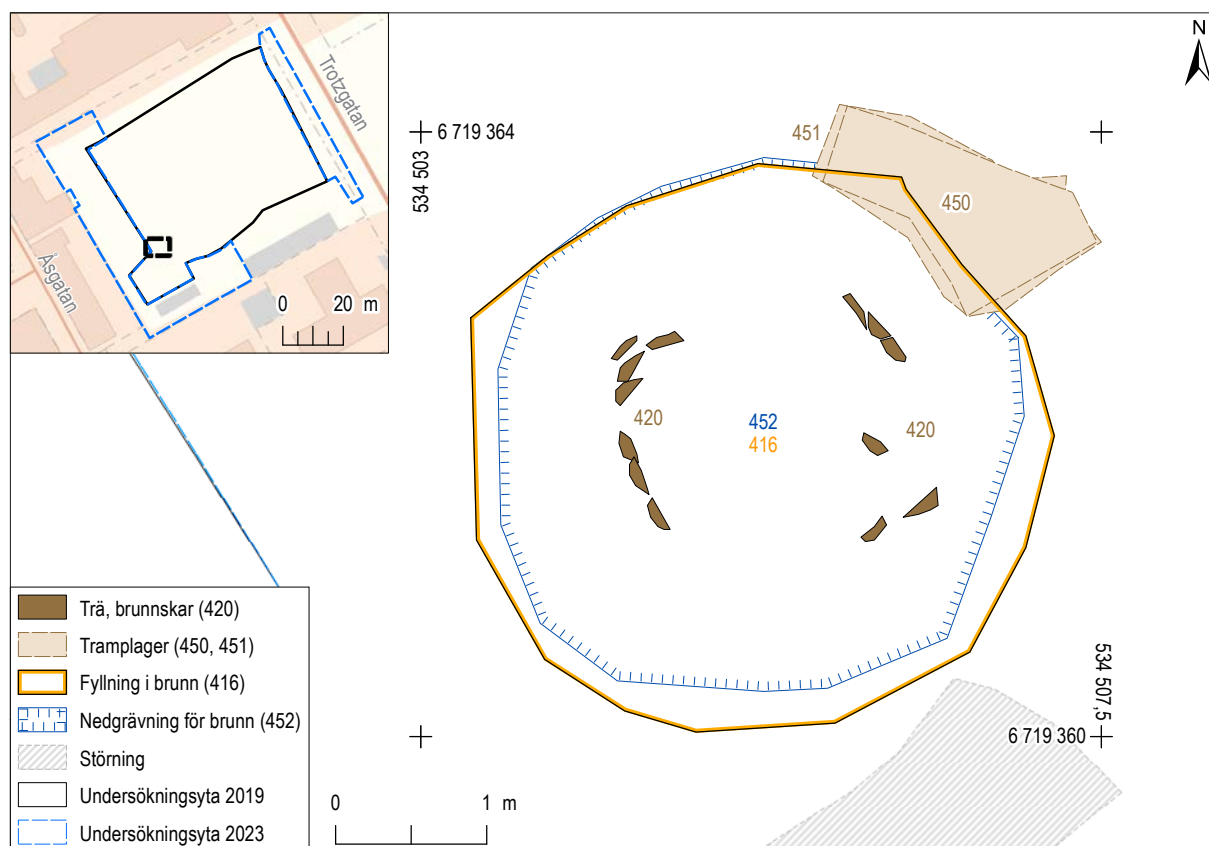 Trotzgatan
Åsgatan
0 20 m
N
6 719 364
534 503
451
450
420
452
416
420
534 507,5
6 719 360
0 1 m
Trä, brunnskar (420)
Tramplager (450, 451)
Fyllning i brunn (416)
Nedgrävning för brunn (452)
Störning
Undersökningsyta 2019
Undersökningsyta 2023